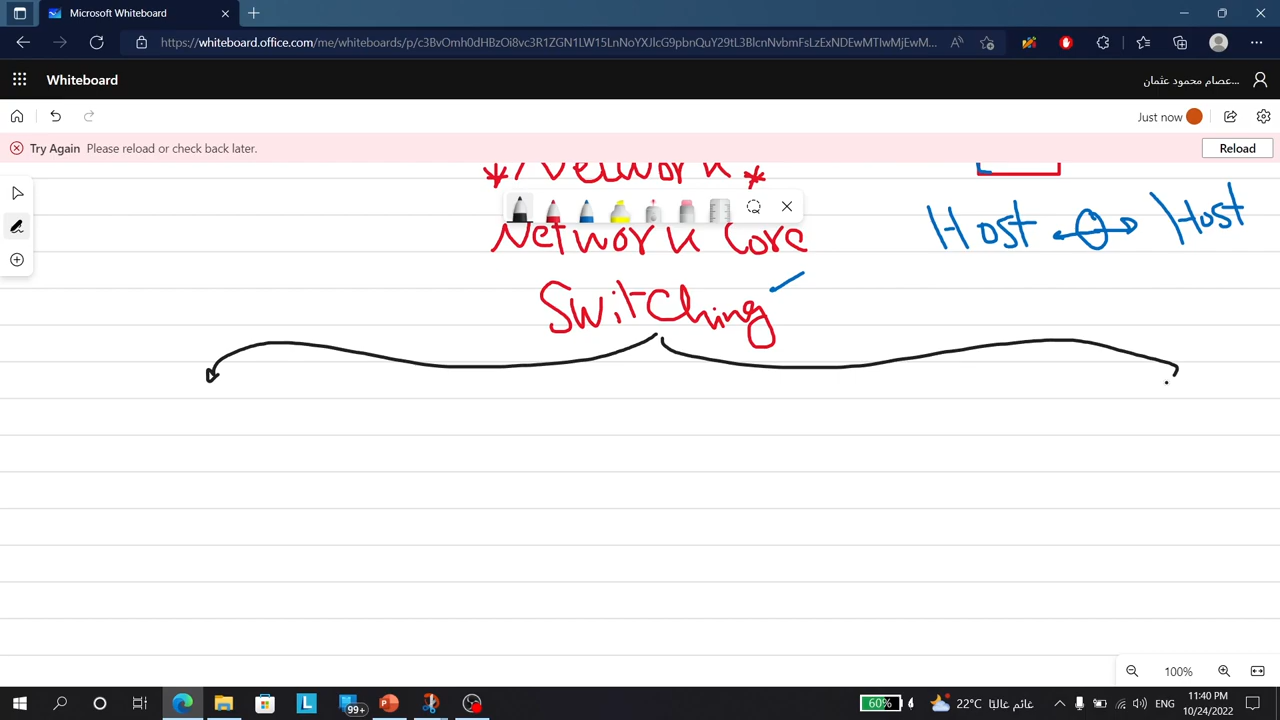 Microsoft Whiteboard
https://whiteboard.office.com/me/whiteboards/p/c3BvOmh0dHBzOi8vc3R1ZGN1LW15LnNoYXJlcG9pbnQuY29tL3BlcnNvbmFsLzExNDEwMTIwMjEwM...
Whiteboard
عصام محمود عثمان...
Just now
Try Again Please reload or check back later.
Reload
*Network*
Network Core
Host Host
Switching
100%
99+
60%
22°C غائم غالبًا
ENG
11:40 PM
10/24/2022